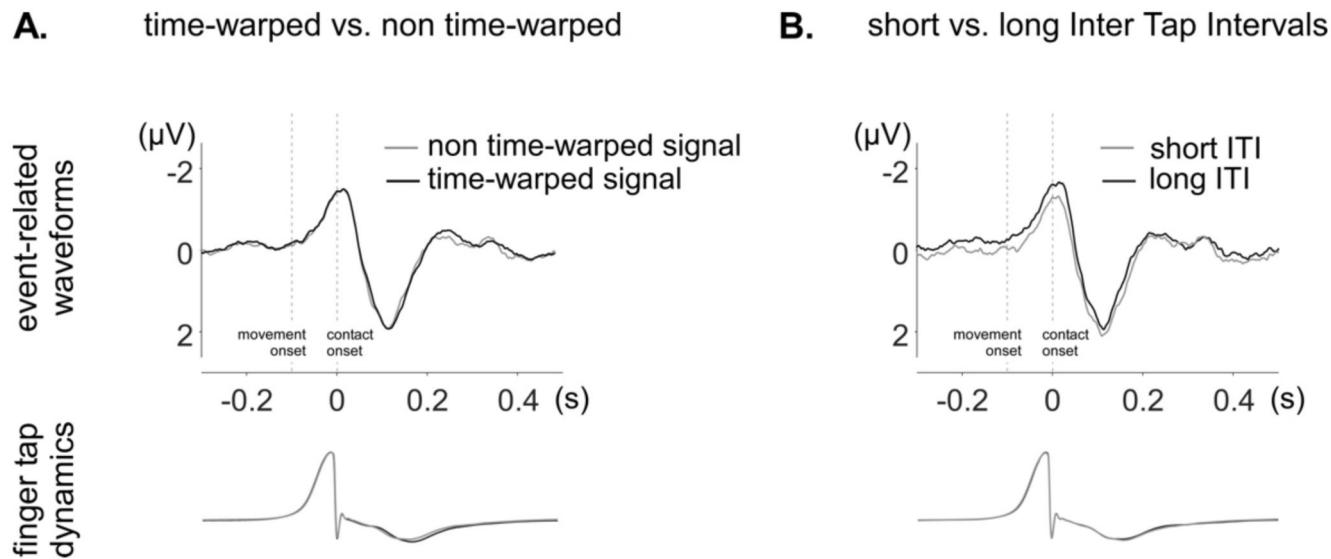 A. time-warped vs. non time-warped
B. short vs. long Inter Tap Intervals
event-related
waveforms
(µV)
-2
0
2
non time-warped signal
time-warped signal
movement
onset
contact
onset
-0.2 0 0.2 0.4 (s)
(µV)
-2
0
2
short ITI
long ITI
movement
onset
contact
onset
-0.2 0 0.2 0.4 (s)
finger tap
dynamics